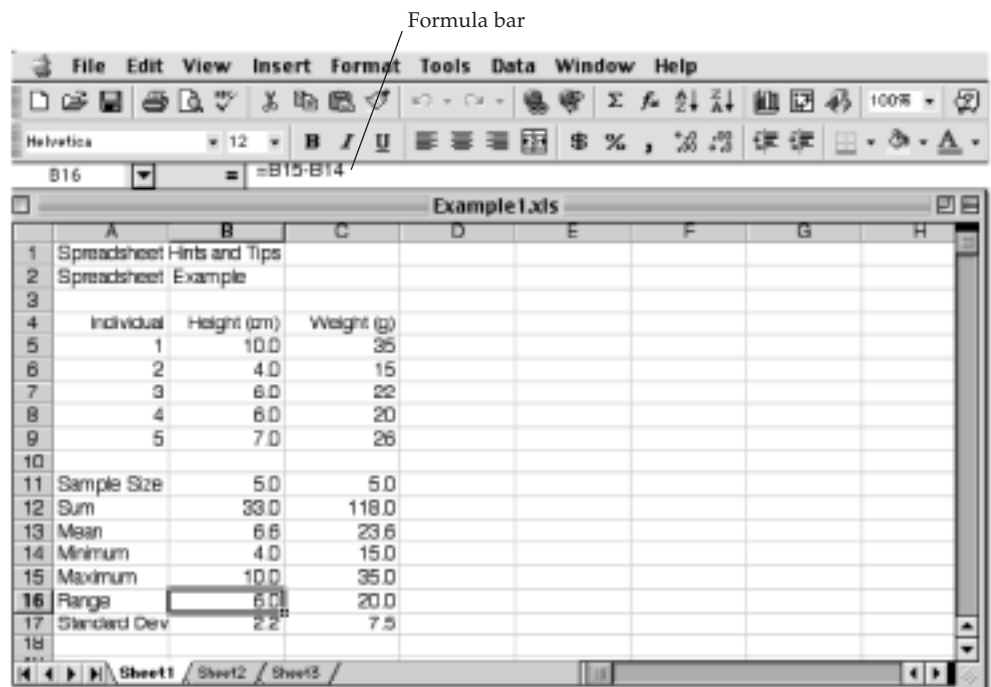 Formula bar
File Edit View Insert Format Tools Data Window Help
100%
Helvetica 12 B I U $ % ,
B16 = =B15-B14
Example1.xls
A B C D E F G H
1 Spreadsheet Hints and Tips
2 Spreadsheet Example
3
4 Individual Height (cm) Weight (g)
5 1 10.0 35
6 2 4.0 15
7 3 6.0 22
8 4 6.0 20
9 5 7.0 26
10
11 Sample Size 5.0 5.0
12 Sum 33.0 118.0
13 Mean 6.6 23.6
14 Minimum 4.0 15.0
15 Maximum 10.0 35.0
16 Range 6.0 20.0
17 Standard Dev 2.2 7.5
18
Sheet1 Sheet2 Sheet3